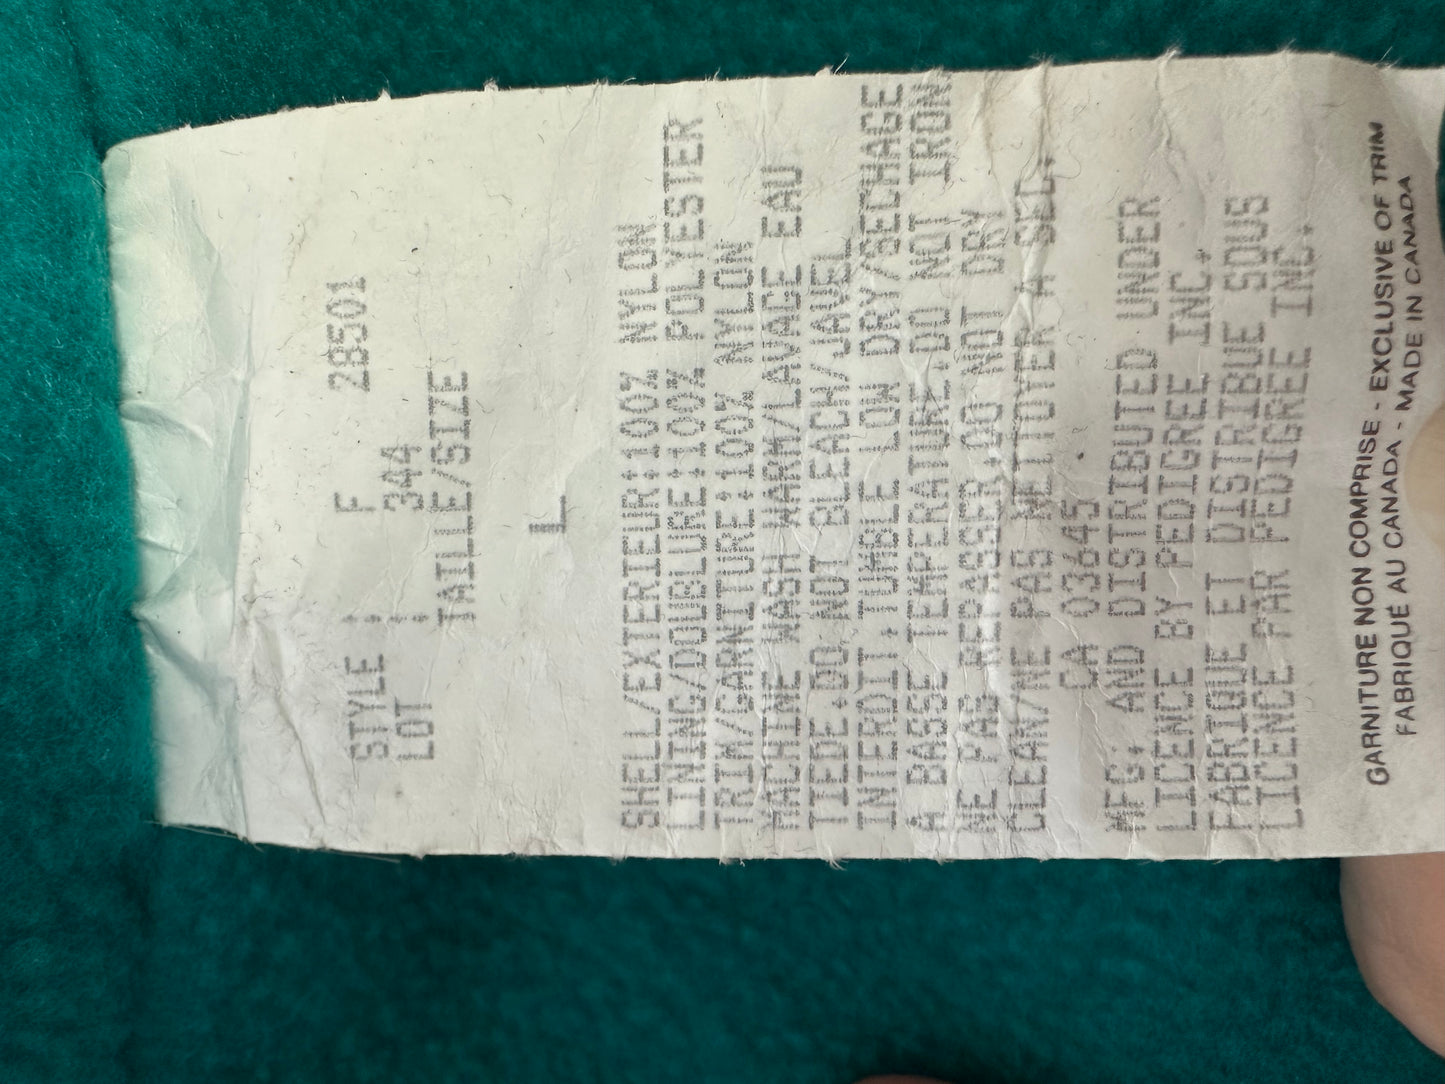 STYLE : F 28501
LOT : 344
TAILLE/SIZE
L
SHELL/EXTERIEUR:100% NYLON
LINING/DOUBLURE:100% POLYESTER
TRIM/GARNITURE:100% NYLON
MACHINE WASH WARM/LAVAGE EAU
TIEDE.DO NOT BLEACH/JAVEL
INTERDIT.TUMBLE LOW DRY/SECHAGE
A BASSE TEMPERATURE.DO NOT IRON/
NE PAS REPASSER.DO NOT DRY
CLEAN/NE PAS NETTOYER A SEC.
CA 03645
MFG. AND DISTRIBUTED UNDER
LICENCE BY PEDIGREE INC.
FABRIQUE ET DISTRIBUE SOUS
LICENCE PAR PEDIGREE INC.
GARNITURE NON COMPRISE - EXCLUSIVE OF TRIM
FABRIQUÉ AU CANADA - MADE IN CANADA